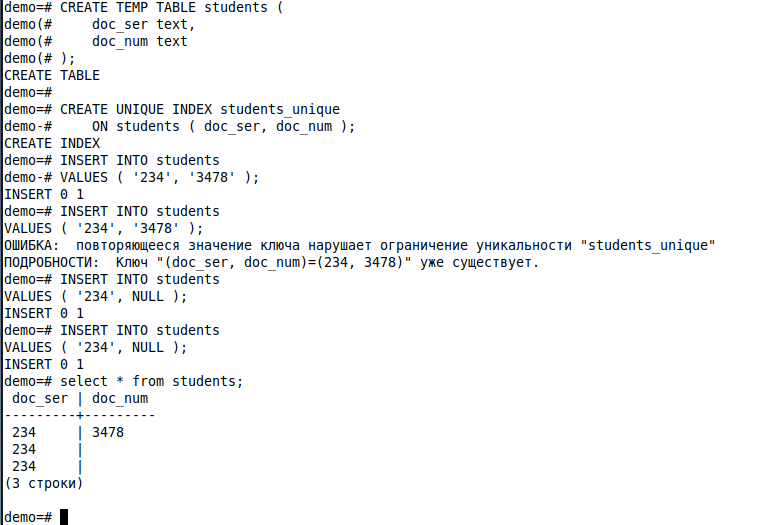 demo=# CREATE TEMP TABLE students (
demo(#     doc_ser text,
demo(#     doc_num text
demo(# );
CREATE TABLE
demo=#
demo=# CREATE UNIQUE INDEX students_unique
demo-#     ON students ( doc_ser, doc_num );
CREATE INDEX
demo=# INSERT INTO students
demo-# VALUES ( '234', '3478' );
INSERT 0 1
demo=# INSERT INTO students
VALUES ( '234', '3478' );
ОШИБКА:  повторяющееся значение ключа нарушает ограничение уникальности "students_unique"
ПОДРОБНОСТИ:  Ключ "(doc_ser, doc_num)=(234, 3478)" уже существует.
demo=# INSERT INTO students
VALUES ( '234', NULL );
INSERT 0 1
demo=# INSERT INTO students
VALUES ( '234', NULL );
INSERT 0 1
demo=# select * from students;
 doc_ser | doc_num
---------+---------
 234     | 3478
 234     |
 234     |
(3 строки)

demo=#